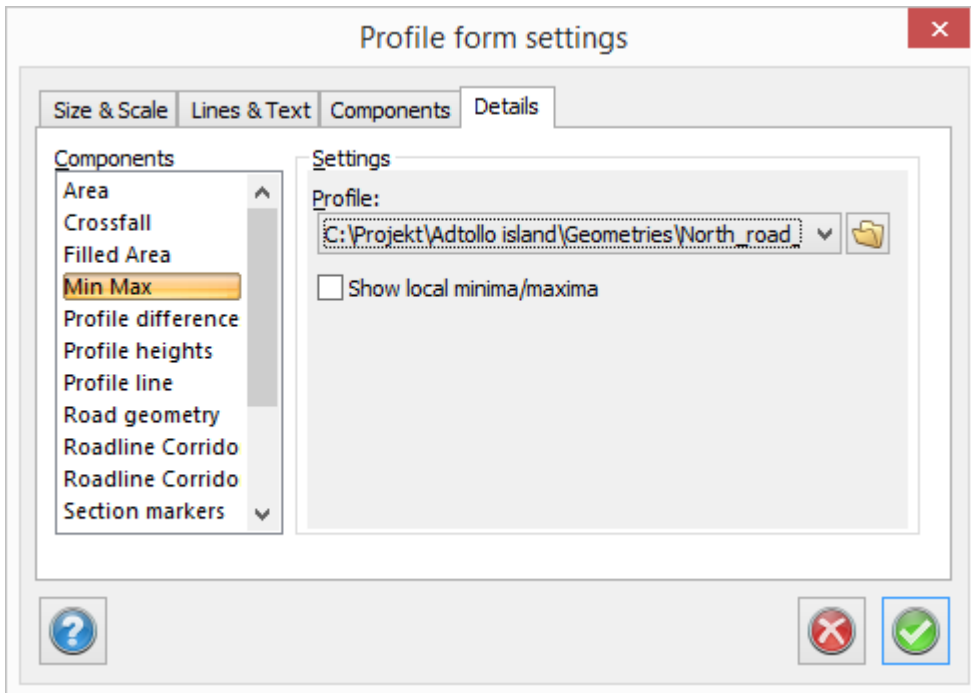 Profile form settings
Size & Scale
Lines & Text
Components
Details
Components
Area
Crossfall
Filled Area
Min Max
Profile difference
Profile heights
Profile line
Road geometry
Roadline Corrido
Roadline Corrido
Section markers
Settings
Profile:
C:\Projekt\Adtollo island\Geometries\North_road_
Show local minima/maxima